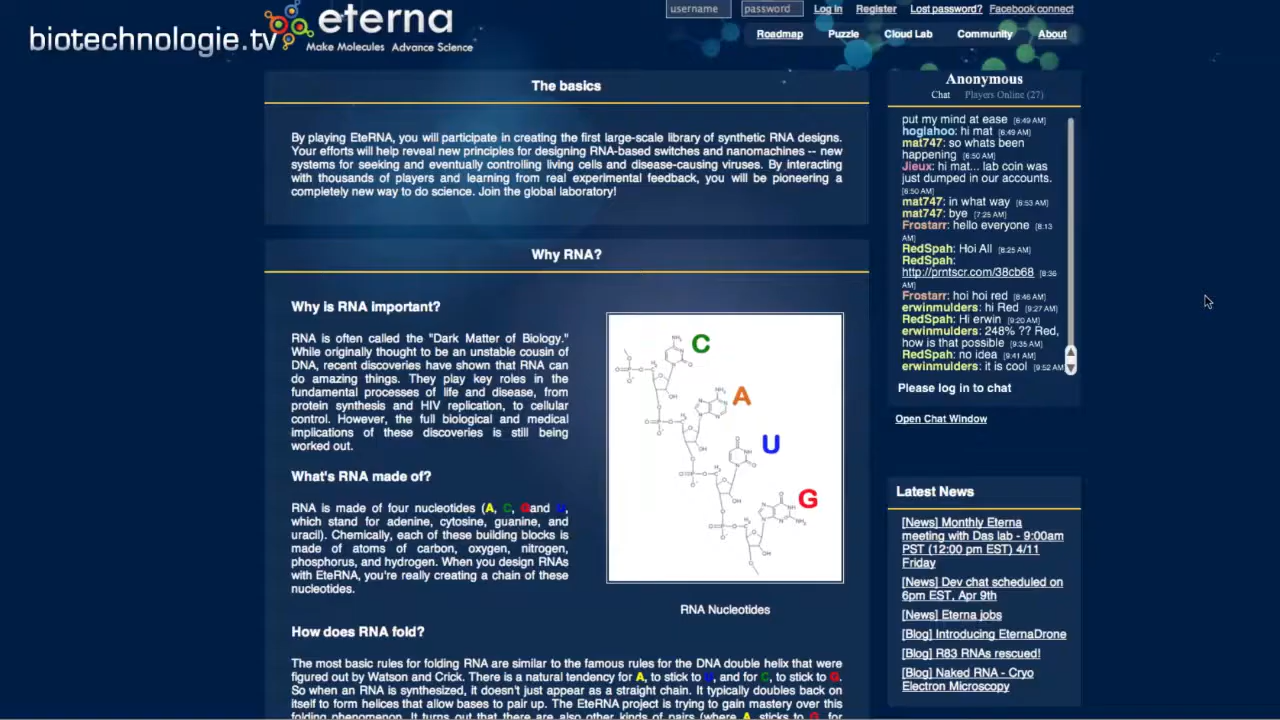 biotechnologie.tv
eterna
Make Molecules Advance Science
username password Log in Register Lost password? Facebook connect
Roadmap Puzzle Cloud Lab Community About
The basics
By playing EteRNA, you will participate in creating the first large-scale library of synthetic RNA designs.
Your efforts will help reveal new principles for designing RNA-based switches and nanomachines -- new
systems for seeking and eventually controlling living cells and disease-causing viruses. By interacting
with thousands of players and learning from real experimental feedback, you will be pioneering a
completely new way to do science. Join the global laboratory!
Why RNA?
Why is RNA important?
RNA is often called the "Dark Matter of Biology."
While originally thought to be an unstable cousin of
DNA, recent discoveries have shown that RNA can
do amazing things. They play key roles in the
fundamental processes of life and disease, from
protein synthesis and HIV replication, to cellular
control. However, the full biological and medical
implications of these discoveries is still being
worked out.
What's RNA made of?
RNA is made of four nucleotides (A, C, Gand U,
which stand for adenine, cytosine, guanine, and
uracil). Chemically, each of these building blocks is
made of atoms of carbon, oxygen, nitrogen,
phosphorus, and hydrogen. When you design RNAs
with EteRNA, you're really creating a chain of these
nucleotides.
C
A
U
G
RNA Nucleotides
How does RNA fold?
The most basic rules for folding RNA are similar to the famous rules for the DNA double helix that were
figured out by Watson and Crick. There is a natural tendency for A, to stick to U, and for C, to stick to G.
So when an RNA is synthesized, it doesn't just appear as a straight chain. It typically doubles back on
itself to form helices that allow bases to pair up. The EteRNA project is trying to gain mastery over this
folding phenomenon. It turns out that there are also other kinds of pairs (where A, sticks to G, for
Anonymous
Chat Players Online (27)
put my mind at ease [6:49 AM]
hoglahoo: hi mat [6:49 AM]
mat747: so whats been
happening [6:50 AM]
Jieux: hi mat... lab coin was
just dumped in our accounts.
[6:50 AM]
mat747: in what way [6:53 AM]
mat747: bye [7:25 AM]
Frostarr: hello everyone [8:13
AM]
RedSpah: Hoi All [8:25 AM]
RedSpah:
http://prntscr.com/38cb68 [8:36
AM]
Frostarr: hoi hoi red [8:46 AM]
erwinmulders: hi Red [9:27 AM]
RedSpah: Hi erwin [9:20 AM]
erwinmulders: 248% ?? Red,
how is that possible [9:35 AM]
RedSpah: no idea [9:41 AM]
erwinmulders: it is cool [9:52 AM
Please log in to chat
Open Chat Window
Latest News
[News] Monthly Eterna
meeting with Das lab - 9:00am
PST (12:00 pm EST) 4/11
Friday
[News] Dev chat scheduled on
6pm EST, Apr 9th
[News] Eterna jobs
[Blog] Introducing EternaDrone
[Blog] R83 RNAs rescued!
[Blog] Naked RNA - Cryo
Electron Microscopy